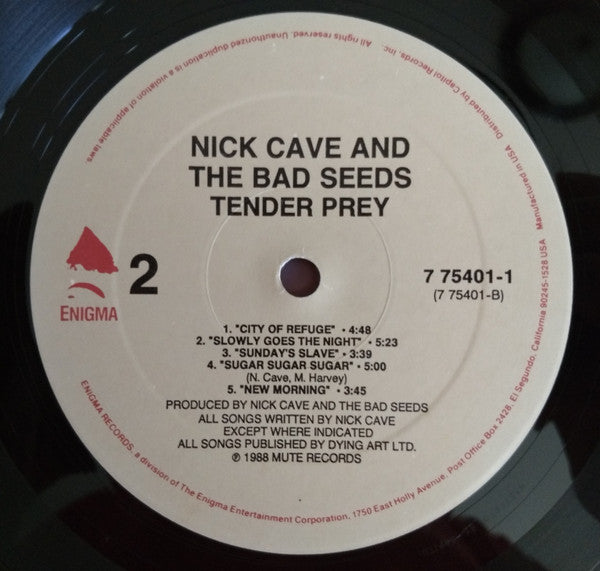 NICK CAVE AND
THE BAD SEEDS
TENDER PREY
ENIGMA
2
7 75401-1
(7 75401-B)
1. "CITY OF REFUGE" • 4:48
2. "SLOWLY GOES THE NIGHT" • 5:23
3. "SUNDAY'S SLAVE" • 3:39
4. "SUGAR SUGAR SUGAR" • 5:00
(N. Cave, M. Harvey)
5. "NEW MORNING" • 3:45
PRODUCED BY NICK CAVE AND THE BAD SEEDS
ALL SONGS WRITTEN BY NICK CAVE
EXCEPT WHERE INDICATED
ALL SONGS PUBLISHED BY DYING ART LTD.
℗ 1988 MUTE RECORDS
ENIGMA RECORDS, a division of The Enigma Entertainment Corporation, 1750 East Holly Avenue, Post Office Box 2428, El Segundo, California 90245-1528 USA Manufactured in USA Distributed by Capitol Records, Inc. All rights reserved. Unauthorized duplication is a violation of applicable laws.